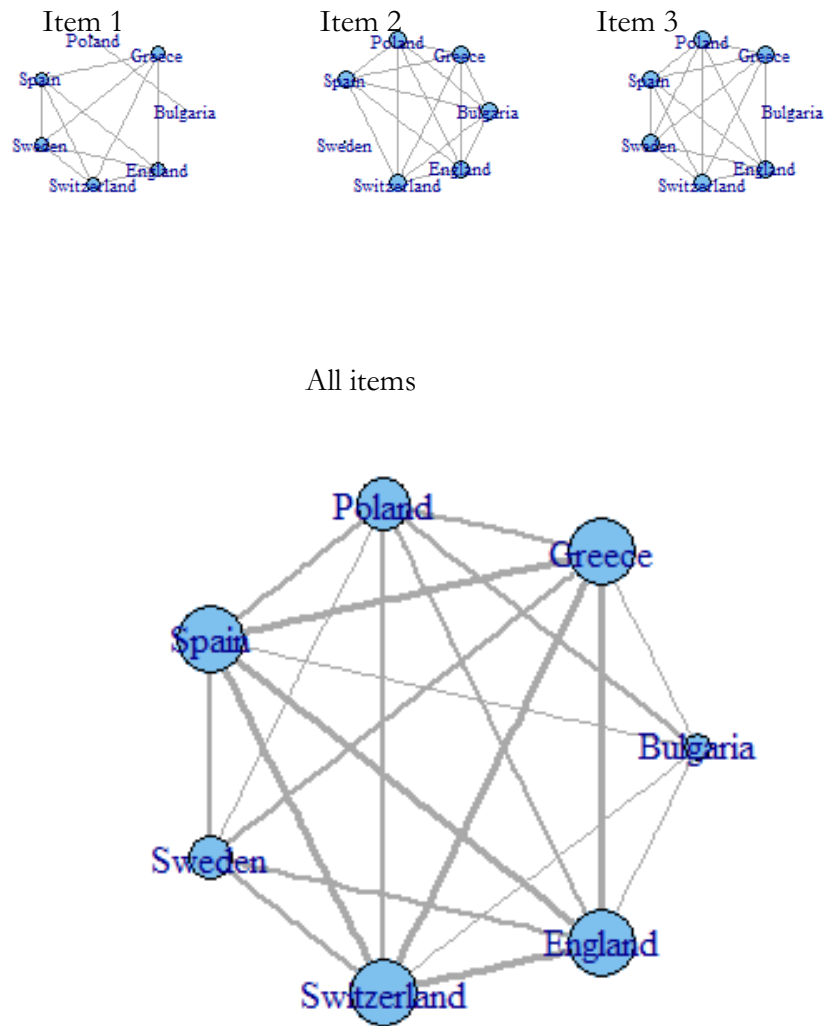 Item 1
Poland
Greece
Spain
Bulgaria
Sweden
England
Switzerland
Item 2
Poland
Greece
Spain
Bulgaria
Sweden
England
Switzerland
Item 3
Poland
Greece
Spain
Bulgaria
Sweden
England
Switzerland
All items
Poland
Greece
Spain
Bulgaria
Sweden
England
Switzerland